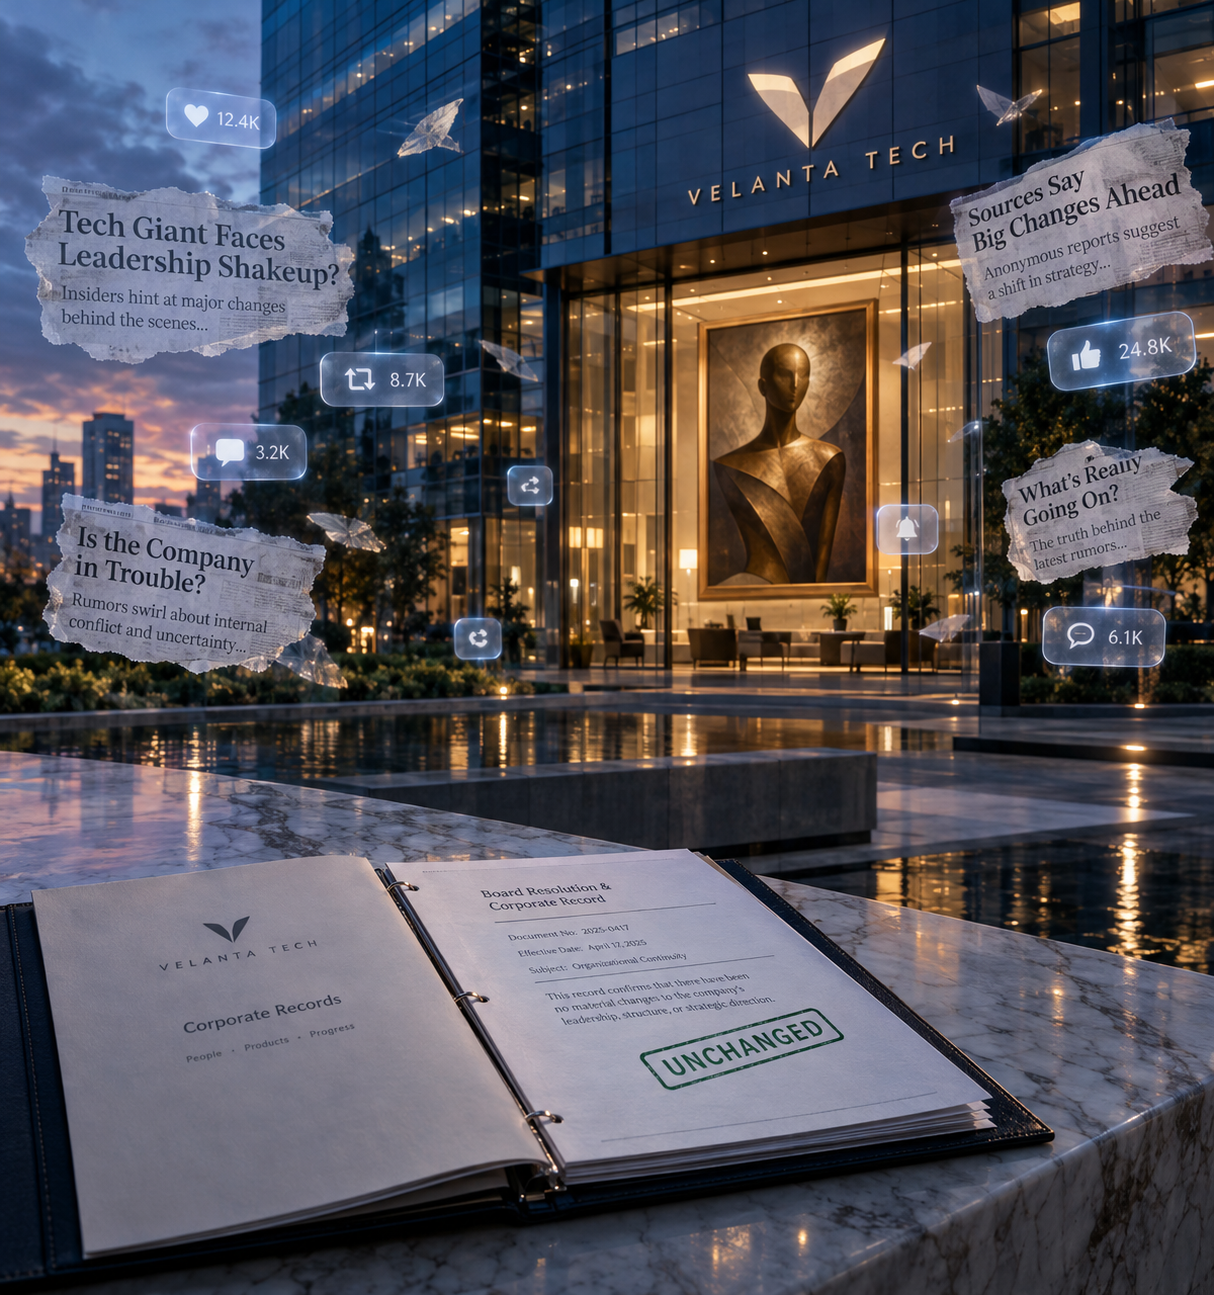 12.4K
VELANTA TECH
Tech Giant Faces
Leadership Shakeup?
Insiders hint at major changes
behind the scenes...
Sources Say
Big Changes Ahead
Anonymous reports suggest
a shift in strategy...
8.7K
24.8K
3.2K
What's Really
Going On?
The truth behind the
latest rumors...
Is the Company
in Trouble?
Rumors swirl about internal
conflict and uncertainty...
6.1K
VELANTA TECH
Corporate Records
People • Products • Progress
Board Resolution &
Corporate Record
Document No: 2025-0417
Effective Date: April 17, 2025
Subject: Organizational Continuity
This record confirms that there have been
no material changes to the company's
leadership, structure, or strategic direction.
UNCHANGED